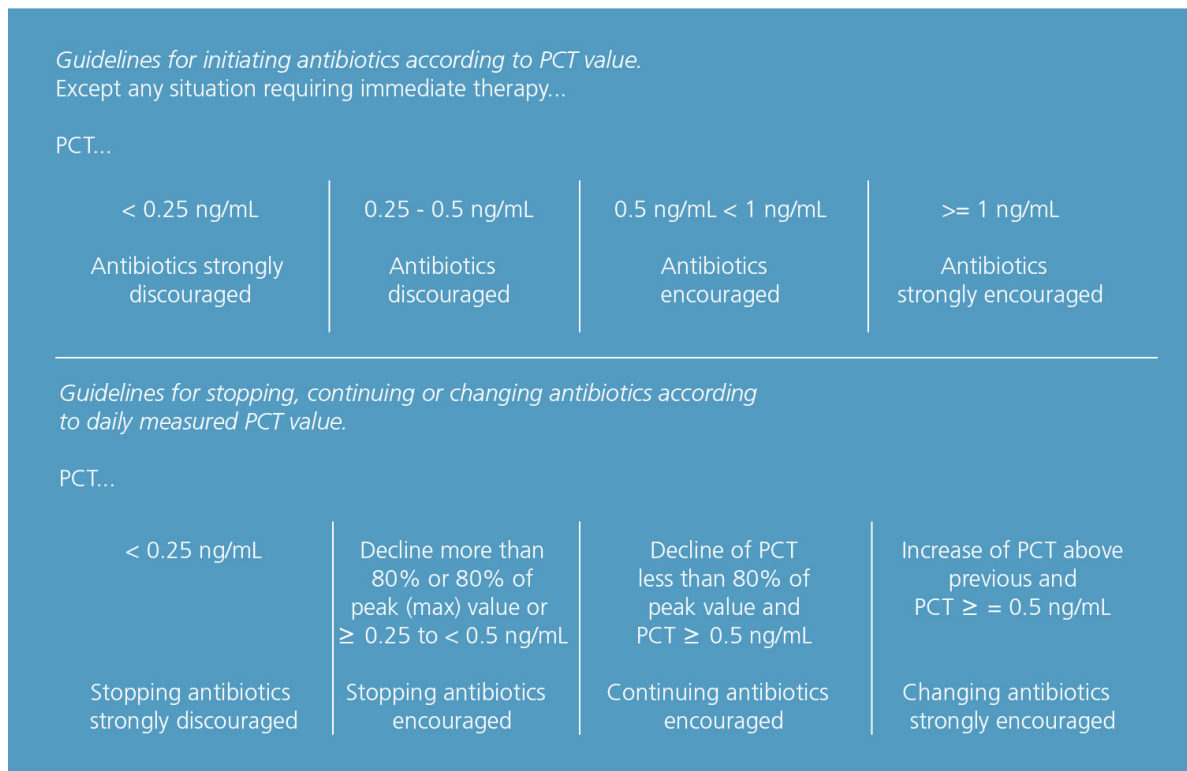 Guidelines for initiating antibiotics according to PCT value.
Except any situation requiring immediate therapy...
PCT...
< 0.25 ng/mL
Antibiotics strongly
discouraged
0.25 - 0.5 ng/mL
Antibiotics
discouraged
0.5 ng/mL < 1 ng/mL
Antibiotics
encouraged
>= 1 ng/mL
Antibiotics
strongly encouraged
Guidelines for stopping, continuing or changing antibiotics according
to daily measured PCT value.
PCT...
< 0.25 ng/mL
Stopping antibiotics
strongly discouraged
Decline more than
80% or 80% of
peak (max) value or
≥ 0.25 to < 0.5 ng/mL
Stopping antibiotics
encouraged
Decline of PCT
less than 80% of
peak value and
PCT ≥ 0.5 ng/mL
Continuing antibiotics
encouraged
Increase of PCT above
previous and
PCT ≥ = 0.5 ng/mL
Changing antibiotics
strongly encouraged